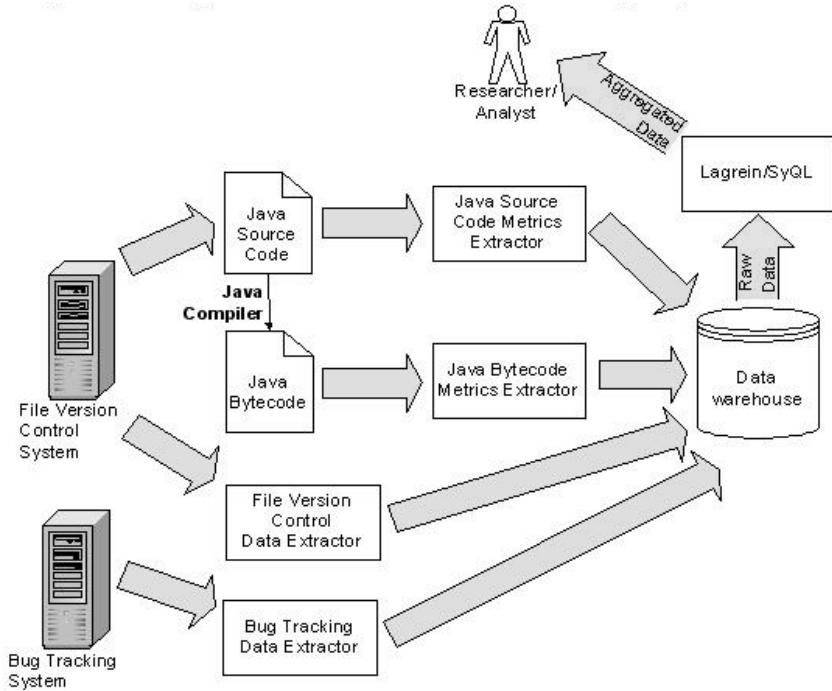 Researcher/
Analyst
Aggregated
Data
Lagrein/SyQL
Java
Source
Code
Java Source
Code Metrics
Extractor
Raw
Data
Java
Compiler
File Version
Control
System
Java
Bytecode
Java Bytecode
Metrics Extractor
Data
warehouse
File Version
Control
Data Extractor
Bug Tracking
System
Bug Tracking
Data Extractor